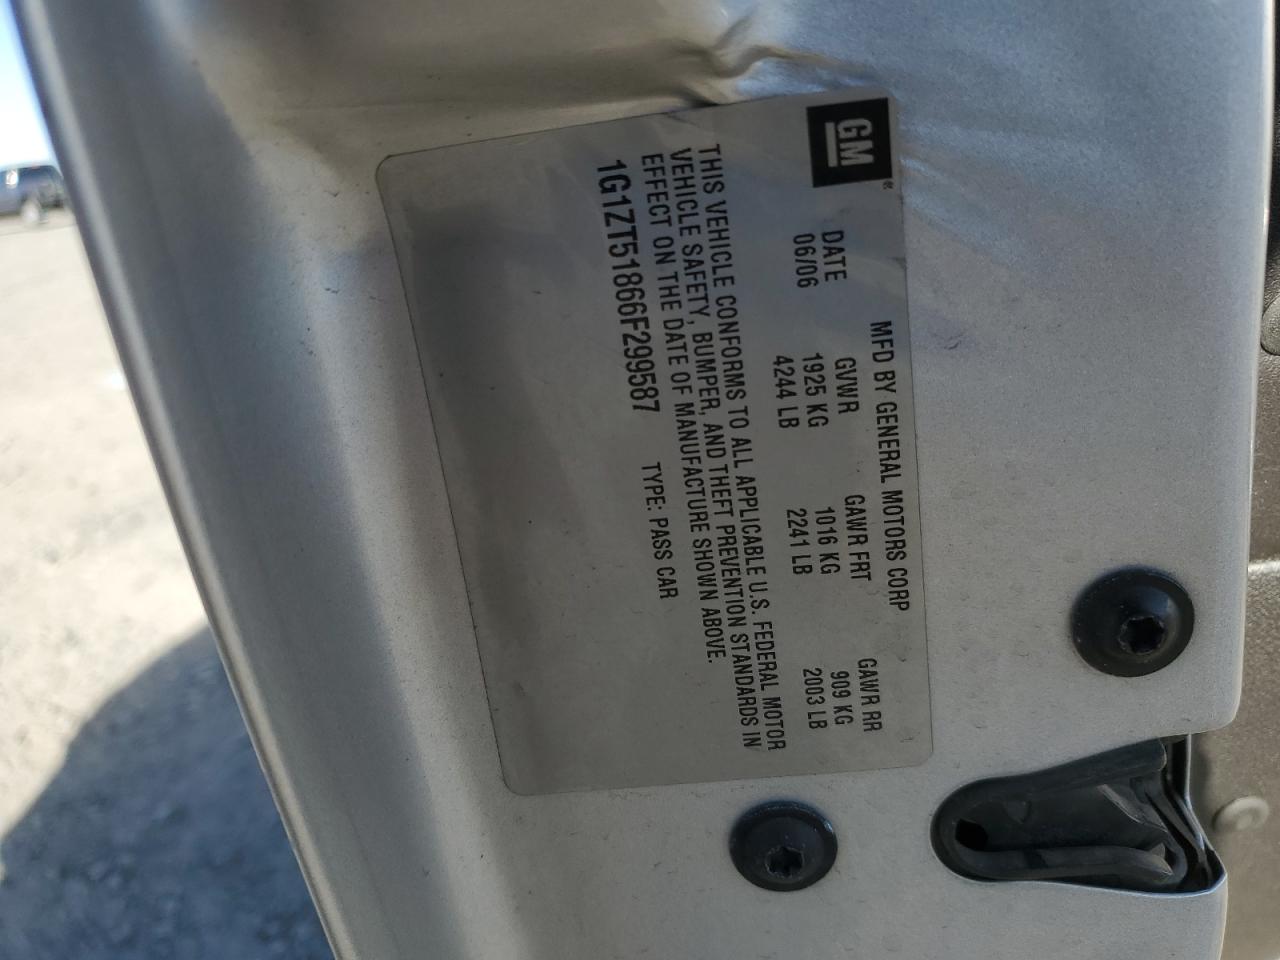 GM
®
MFD BY GENERAL MOTORS CORP
DATE GVWR GAWR FRT GAWR RR
06/06 1925 KG 1016 KG 909 KG
4244 LB 2241 LB 2003 LB
THIS VEHICLE CONFORMS TO ALL APPLICABLE U.S. FEDERAL MOTOR
VEHICLE SAFETY, BUMPER, AND THEFT PREVENTION STANDARDS IN
EFFECT ON THE DATE OF MANUFACTURE SHOWN ABOVE.
1G1ZT51866F299587 TYPE: PASS CAR